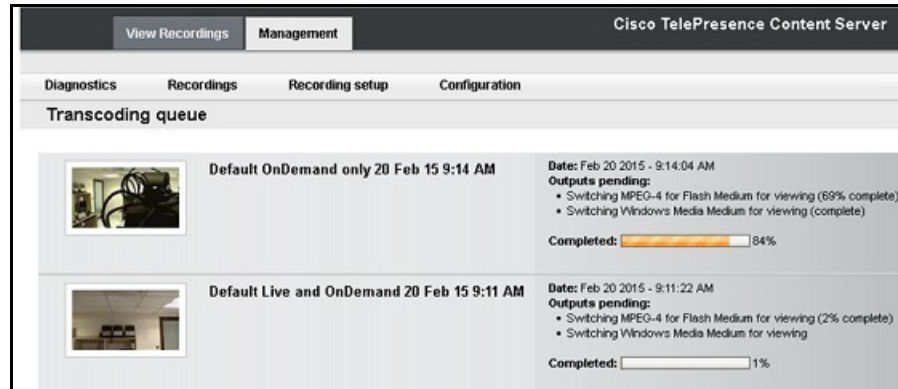 View Recordings
Management
Cisco TelePresence Content Server
Diagnostics
Recordings
Recording setup
Configuration
Transcoding queue
Default OnDemand only 20 Feb 15 9:14 AM
Date: Feb 20 2015 - 9:14:04 AM
Outputs pending:
• Switching MPEG-4 for Flash Medium for viewing (69% complete)
• Switching Windows Media Medium for viewing (complete)
Completed: 84%
Default Live and OnDemand 20 Feb 15 9:11 AM
Date: Feb 20 2015 - 9:11:22 AM
Outputs pending:
• Switching MPEG-4 for Flash Medium for viewing (2% complete)
• Switching Windows Media Medium for viewing
Completed: 1%